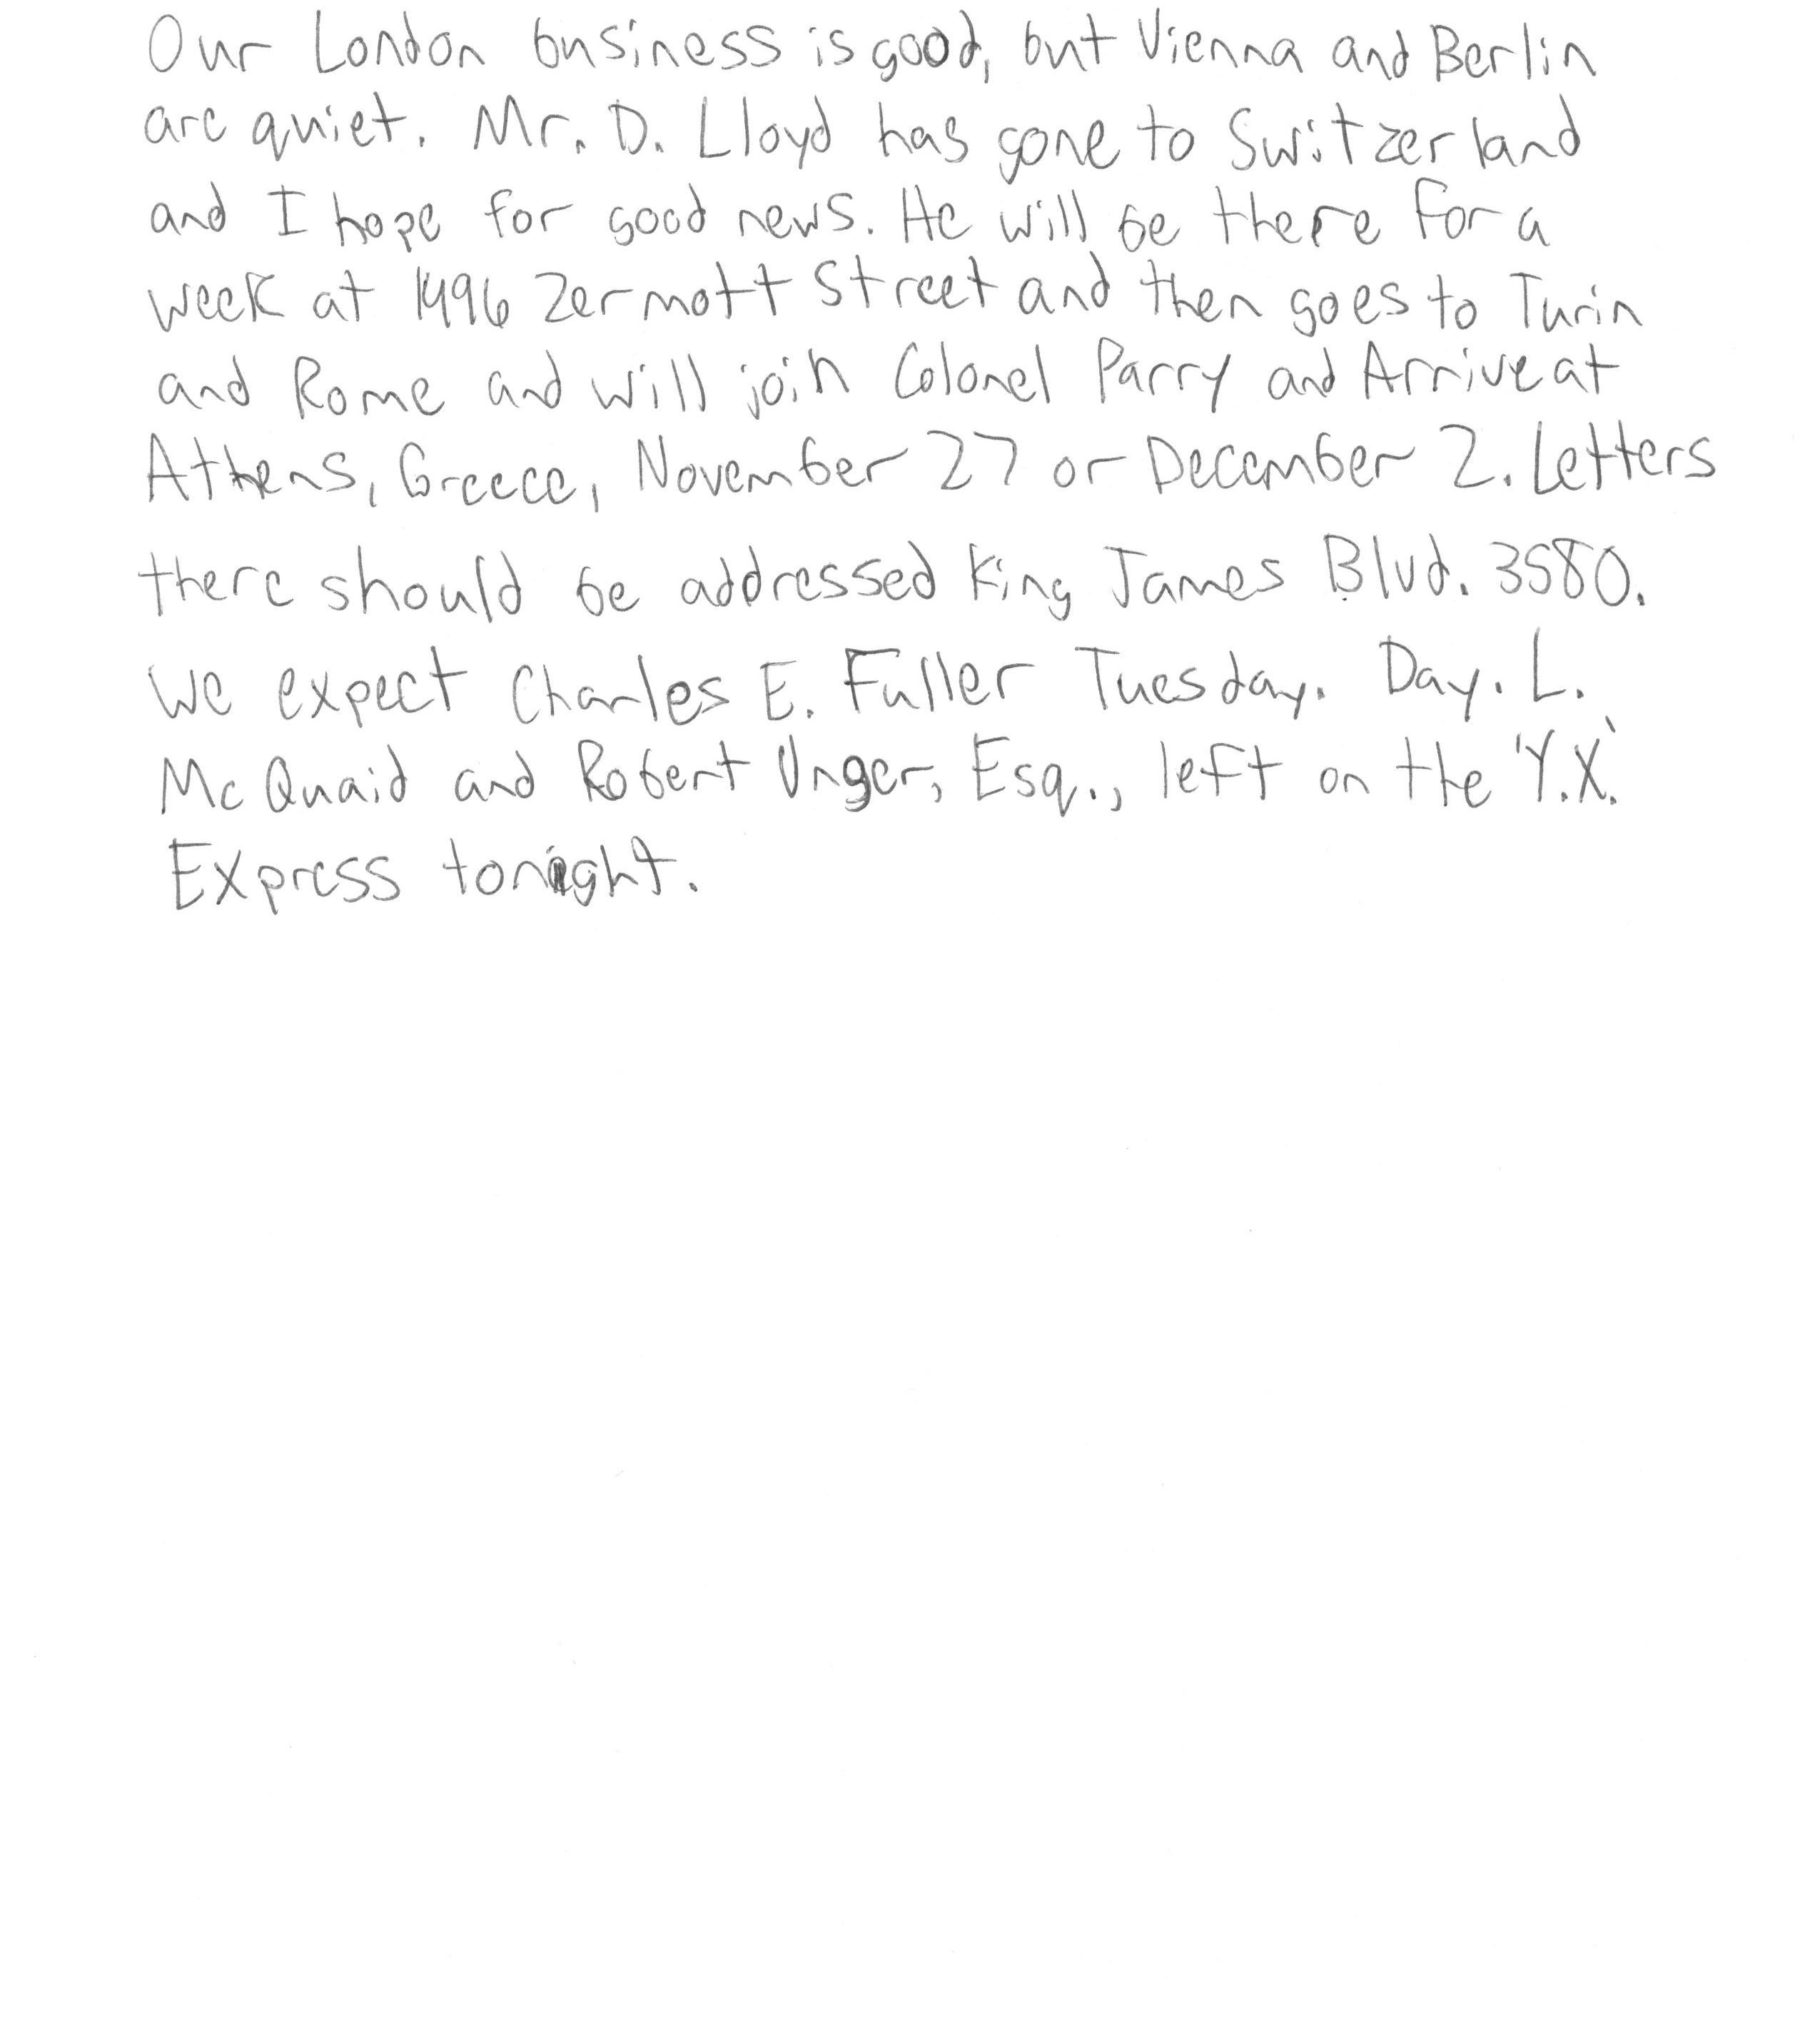 Our London business is good, but Vienna and Berlin
are quiet. Mr. D. Lloyd has gone to Switzerland
and I hope for good news. He will be there for a
week at 1496 Zermott Street and then goes to Turin
and Rome and will join Colonel Parry and Arrive at
Athens, Greece, November 27 or December 2. Letters
there should be addressed King James Blvd. 3580.
We expect Charles E. Fuller Tuesday. Day. L.
McQuaid and Robert Unger, Esq., left on the 'Y.X.'
Express tonight.